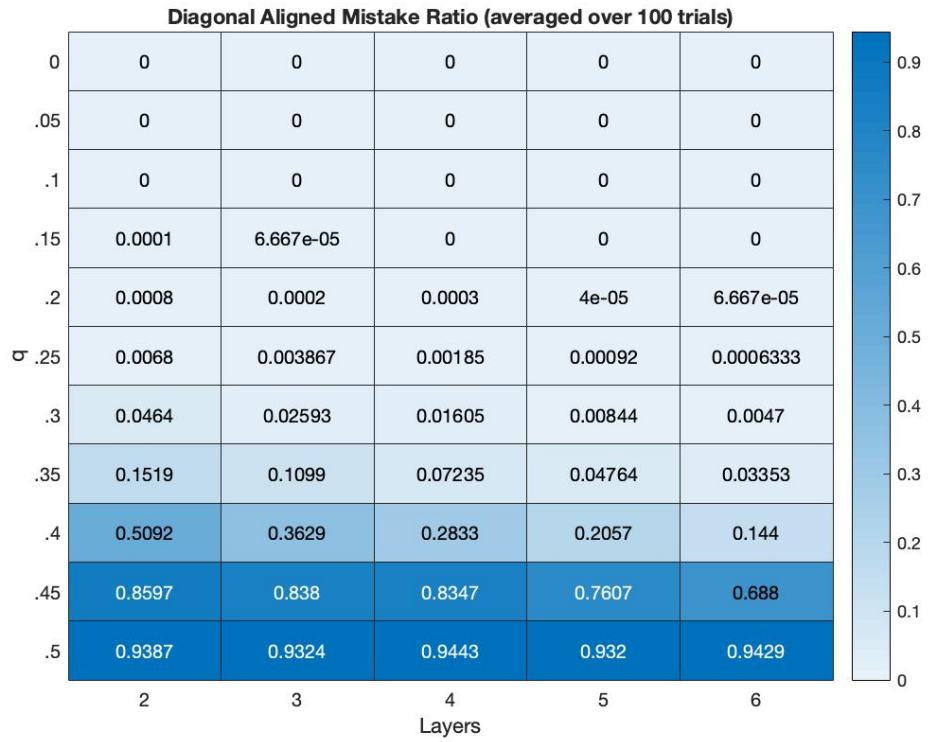 Diagonal Aligned Mistake Ratio (averaged over 100 trials)
0 0 0 0 0 0
.05 0 0 0 0 0
.1 0 0 0 0 0
.15 0.0001 6.667e-05 0 0 0
.2 0.0008 0.0002 0.0003 4e-05 6.667e-05
.25 0.0068 0.003867 0.00185 0.00092 0.0006333
.3 0.0464 0.02593 0.01605 0.00844 0.0047
.35 0.1519 0.1099 0.07235 0.04764 0.03353
.4 0.5092 0.3629 0.2833 0.2057 0.144
.45 0.8597 0.838 0.8347 0.7607 0.688
.5 0.9387 0.9324 0.9443 0.932 0.9429
q
2 3 4 5 6
Layers
0.9
0.8
0.7
0.6
0.5
0.4
0.3
0.2
0.1
0